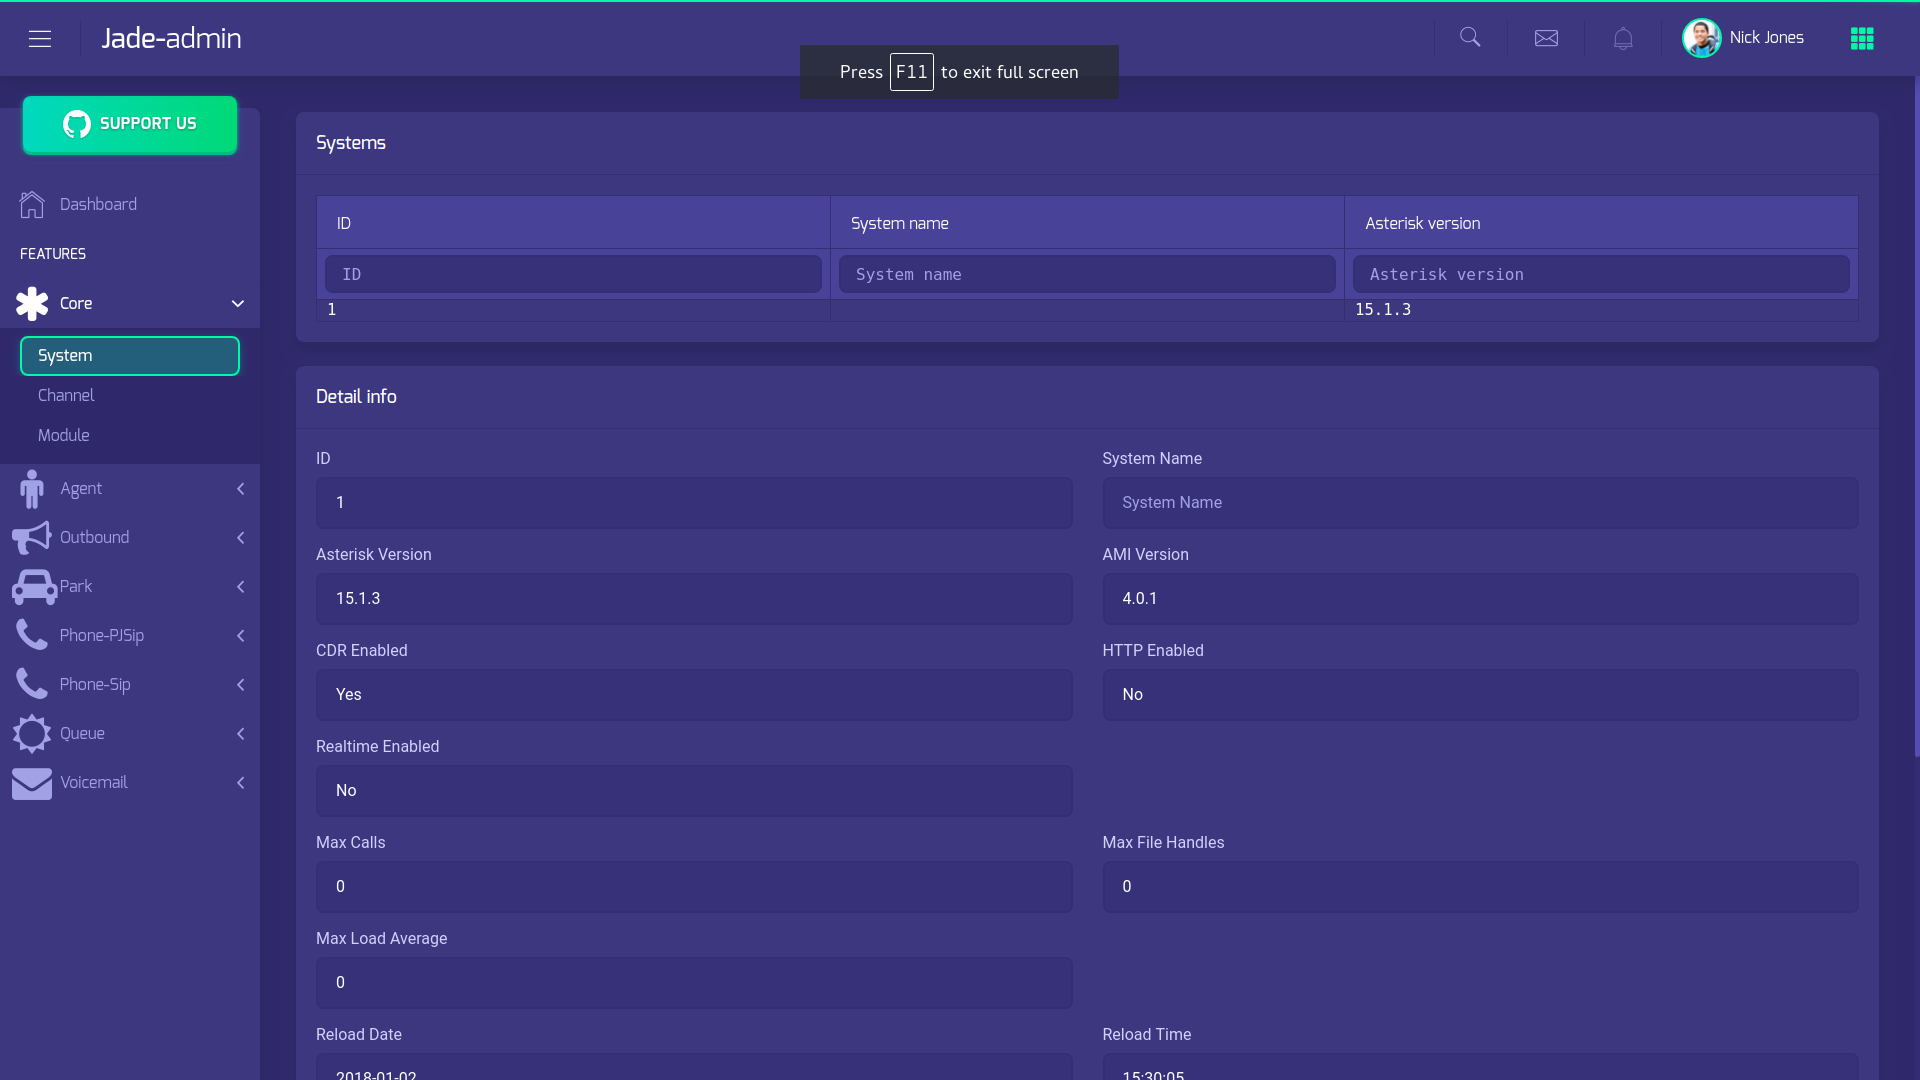 Jade-admin
Nick Jones
Press F11 to exit full screen
SUPPORT US
Dashboard
FEATURES
Core
System
Channel
Module
Agent
Outbound
Park
Phone-PJSip
Phone-Sip
Queue
Voicemail
Systems
ID System name Asterisk version
ID System name Asterisk version
1 15.1.3
Detail info
ID System Name
1 System Name
Asterisk Version AMI Version
15.1.3 4.0.1
CDR Enabled HTTP Enabled
Yes No
Realtime Enabled
No
Max Calls Max File Handles
0 0
Max Load Average
0
Reload Date Reload Time
2018-01-02 15:30:05